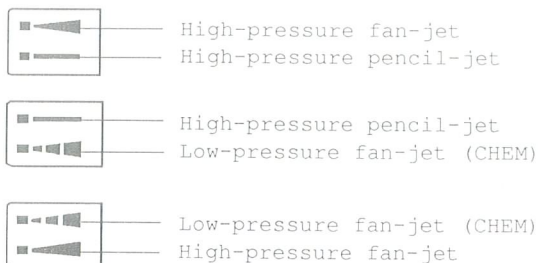 High-pressure fan-jet
High-pressure pencil-jet
High-pressure pencil-jet
Low-pressure fan-jet (CHEM)
Low-pressure fan-jet (CHEM)
High-pressure fan-jet